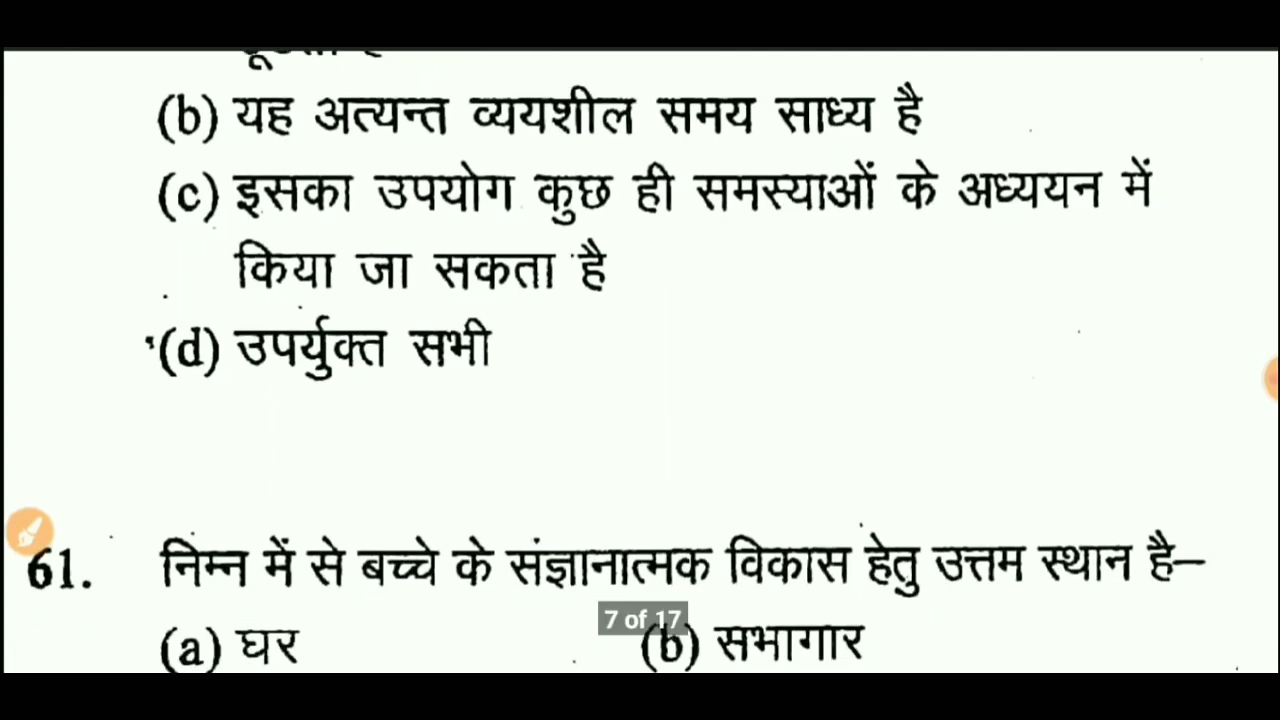 (b) यह अत्यन्त व्ययशील समय साध्य है
(c) इसका उपयोग कुछ ही समस्याओं के अध्ययन में
किया जा सकता है
(d) उपर्युक्त सभी
61. निम्न में से बच्चे के संज्ञानात्मक विकास हेतु उत्तम स्थान है–
7 of 17
(a) घर (b) सभागार